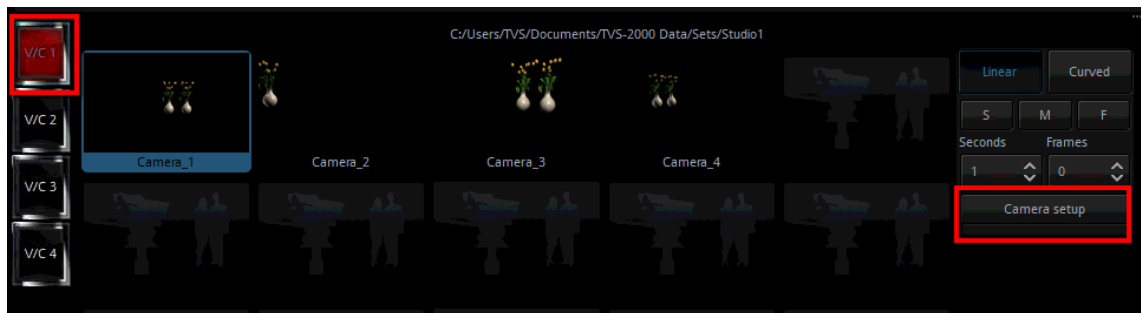 C:/Users/TVS/Documents/TVS-2000 Data/Sets/Studio1
V/C 1
V/C 2
V/C 3
V/C 4
Camera_1
Camera_2
Camera_3
Camera_4
Linear
Curved
S
M
F
Seconds
Frames
1
0
Camera setup